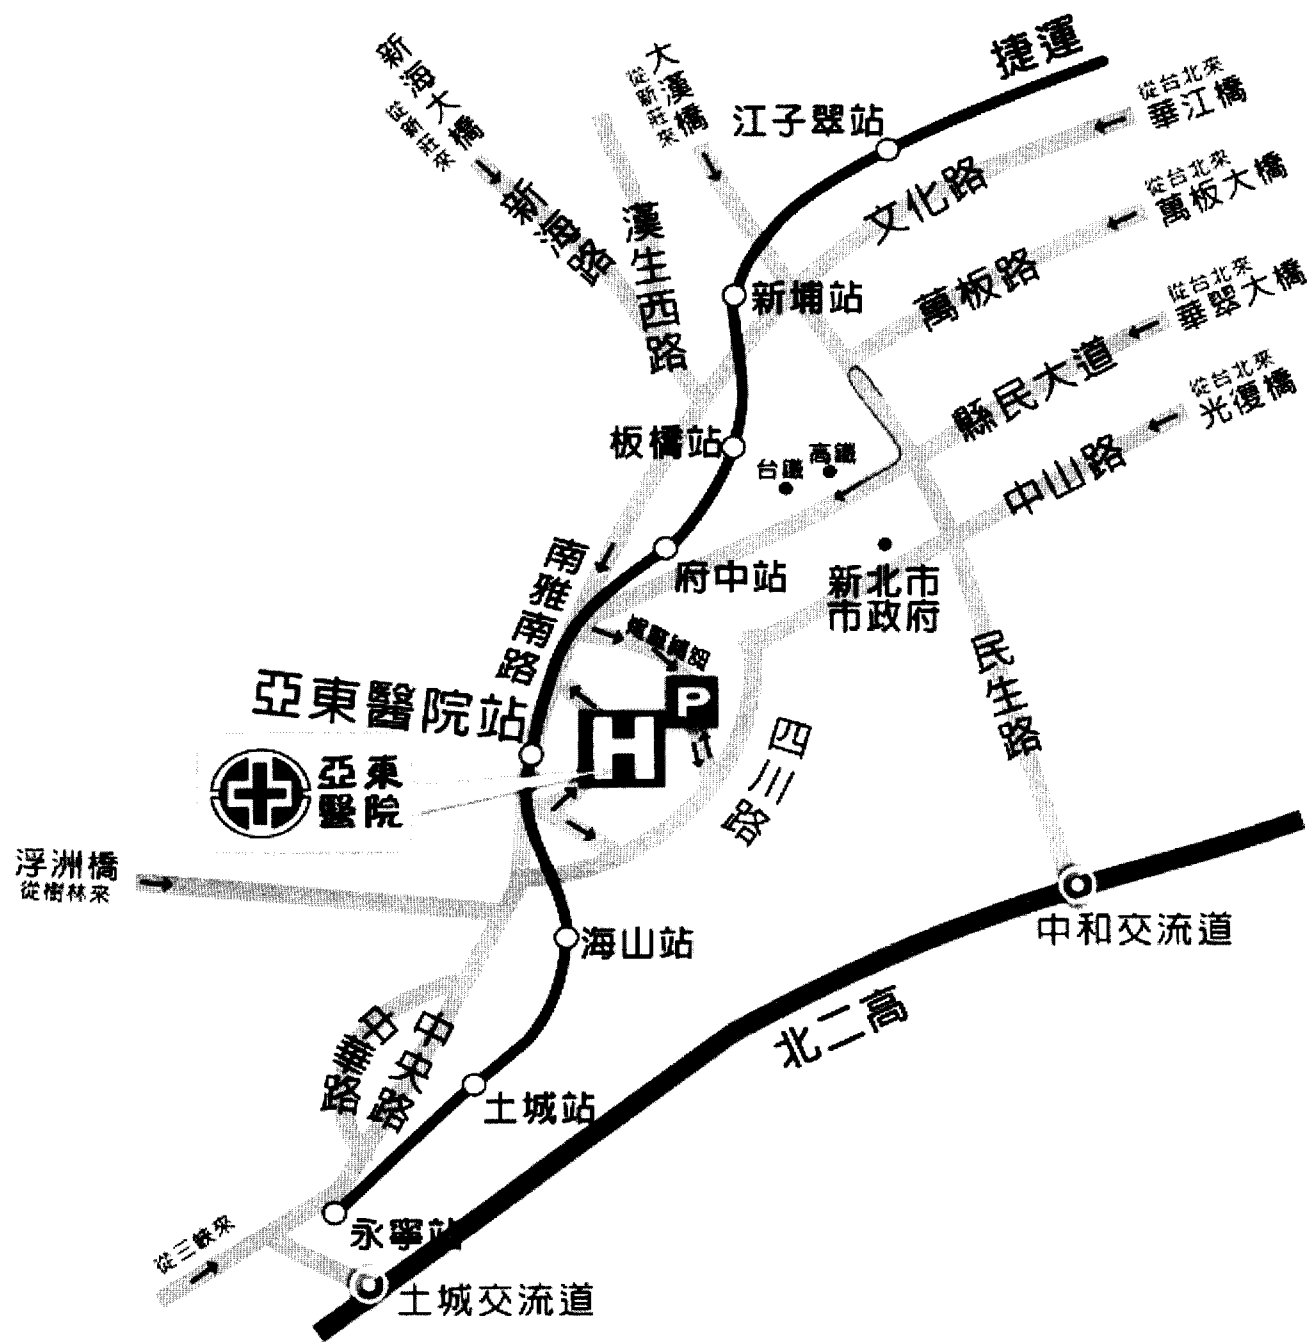 捷運
新海大橋
從新莊來
大漢橋
從新莊來
從台北來
華江橋
江子翠站
文化路
從台北來
萬板大橋
新海路
漢生西路
萬板路
新埔站
從台北來
華翠大橋
縣民大道
從台北來
光復橋
板橋站
台鐵
高鐵
中山路
南雅南路
府中站
新北市
市政府
民生路
亞東醫院站
P
H
四川路
亞東
醫院
浮洲橋
從樹林來
海山站
中和交流道
北二高
中華路
中央路
土城站
永寧站
從三峽來
土城交流道